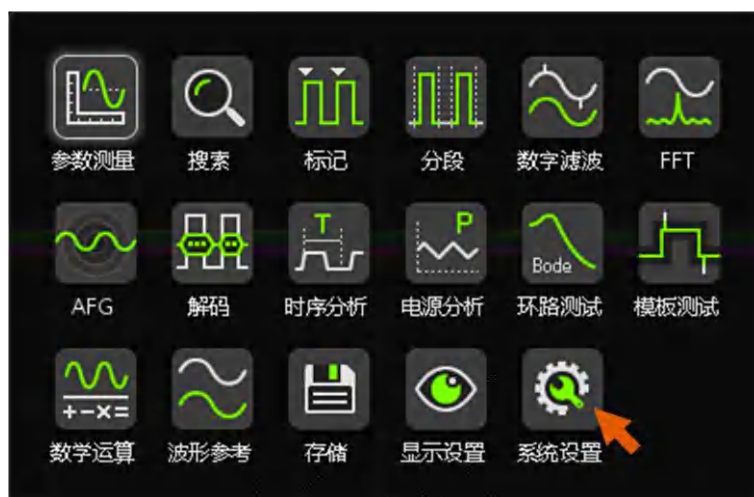 参数测量
搜索
标记
分段
数字滤波
FFT
AFG
解码
T
时序分析
P
电源分析
Bode
环路测试
模板测试
+-×=
数学运算
波形参考
存储
显示设置
系统设置